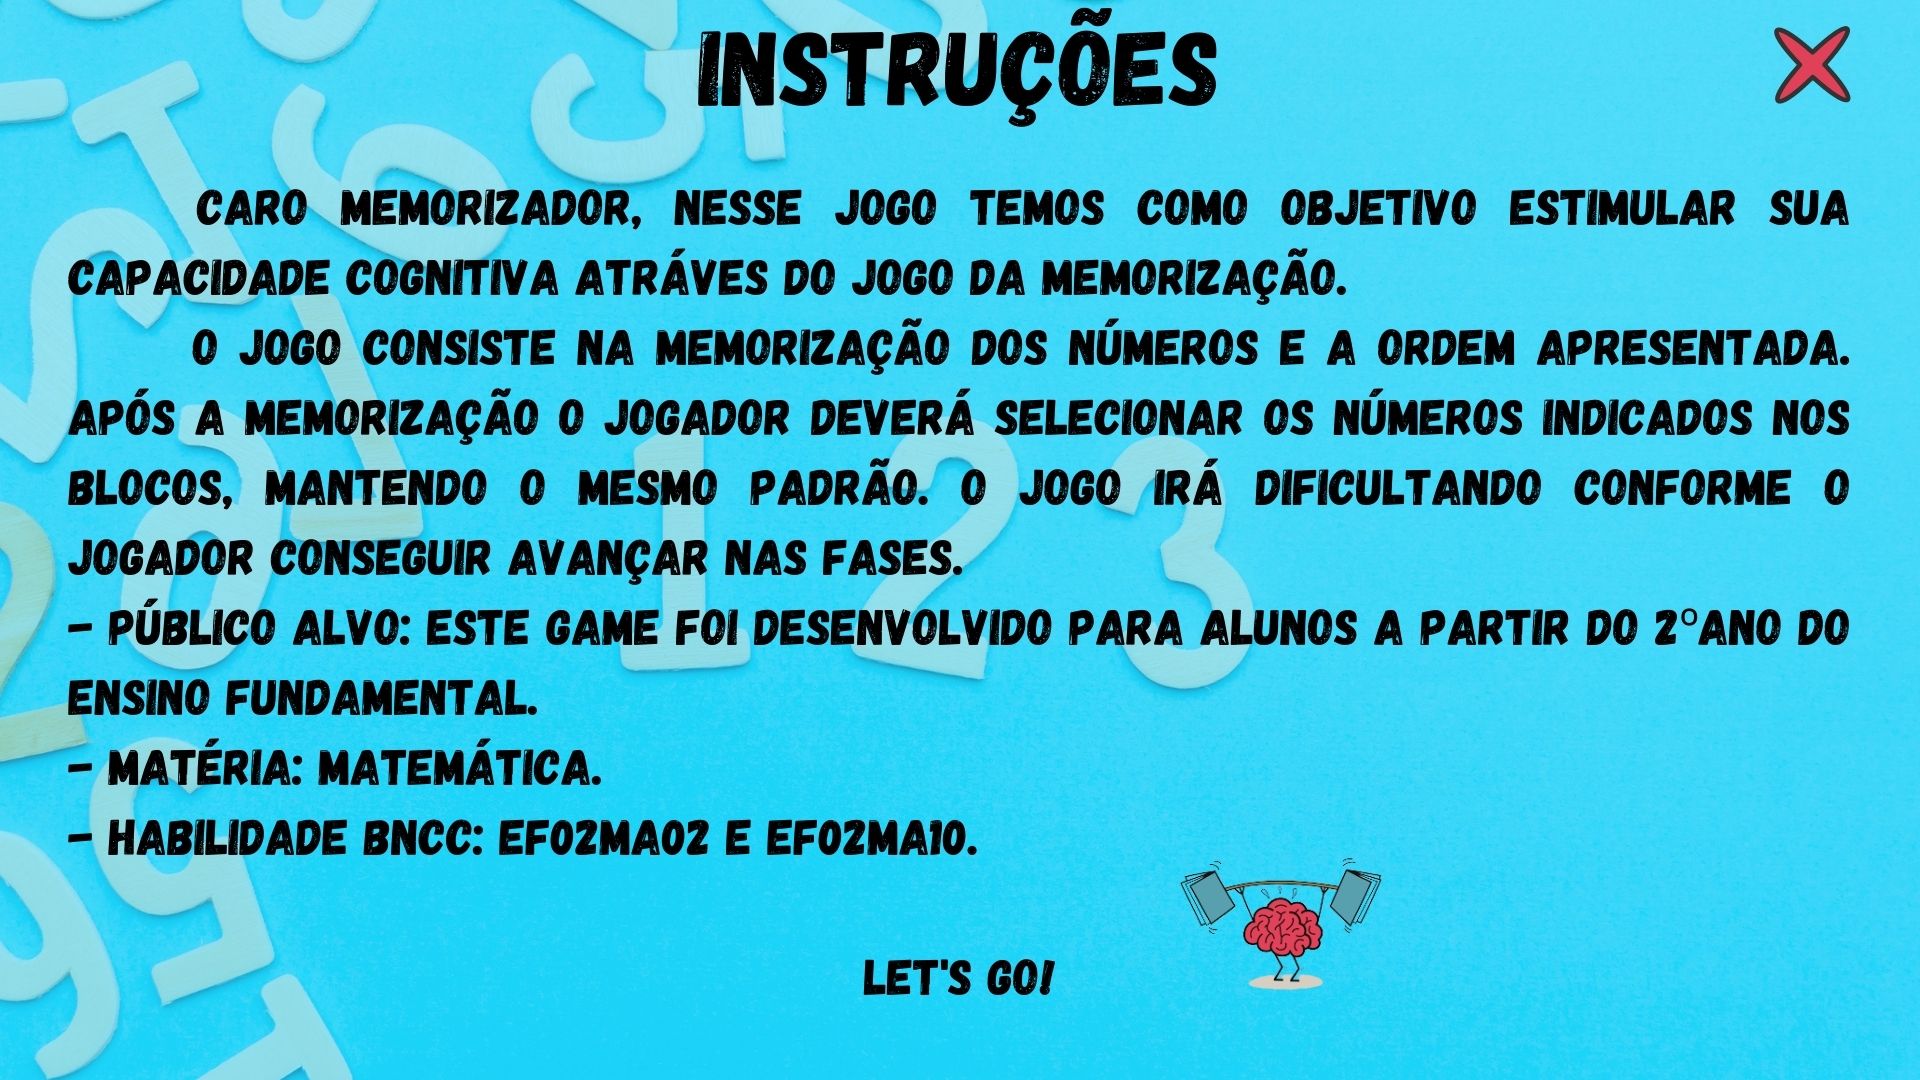 INSTRUÇÕES
CARO MEMORIZADOR, NESSE JOGO TEMOS COMO OBJETIVO ESTIMULAR SUA
CAPACIDADE COGNITIVA ATRÁVES DO JOGO DA MEMORIZAÇÃO.
O JOGO CONSISTE NA MEMORIZAÇÃO DOS NÚMEROS E A ORDEM APRESENTADA.
APÓS A MEMORIZAÇÃO O JOGADOR DEVERÁ SELECIONAR OS NÚMEROS INDICADOS NOS
BLOCOS, MANTENDO O MESMO PADRÃO. O JOGO IRÁ DIFICULTANDO CONFORME O
JOGADOR CONSEGUIR AVANÇAR NAS FASES.
- PÚBLICO ALVO: ESTE GAME FOI DESENVOLVIDO PARA ALUNOS A PARTIR DO 2ºANO DO
ENSINO FUNDAMENTAL.
- MATÉRIA: MATEMÁTICA.
- HABILIDADE BNCC: EF02MA02 E EF02MA10.
LET'S GO!
1 2 3